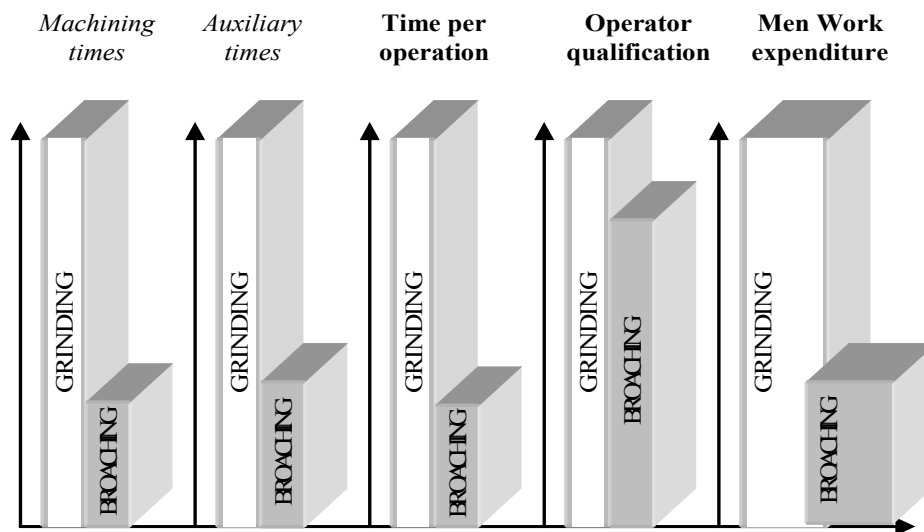 Machining
times
Auxiliary
times
Time per
operation
Operator
qualification
Men Work
expenditure
GRINDING
BROACHING
GRINDING
BROACHING
GRINDING
BROACHING
GRINDING
BROACHING
GRINDING
BROACHING